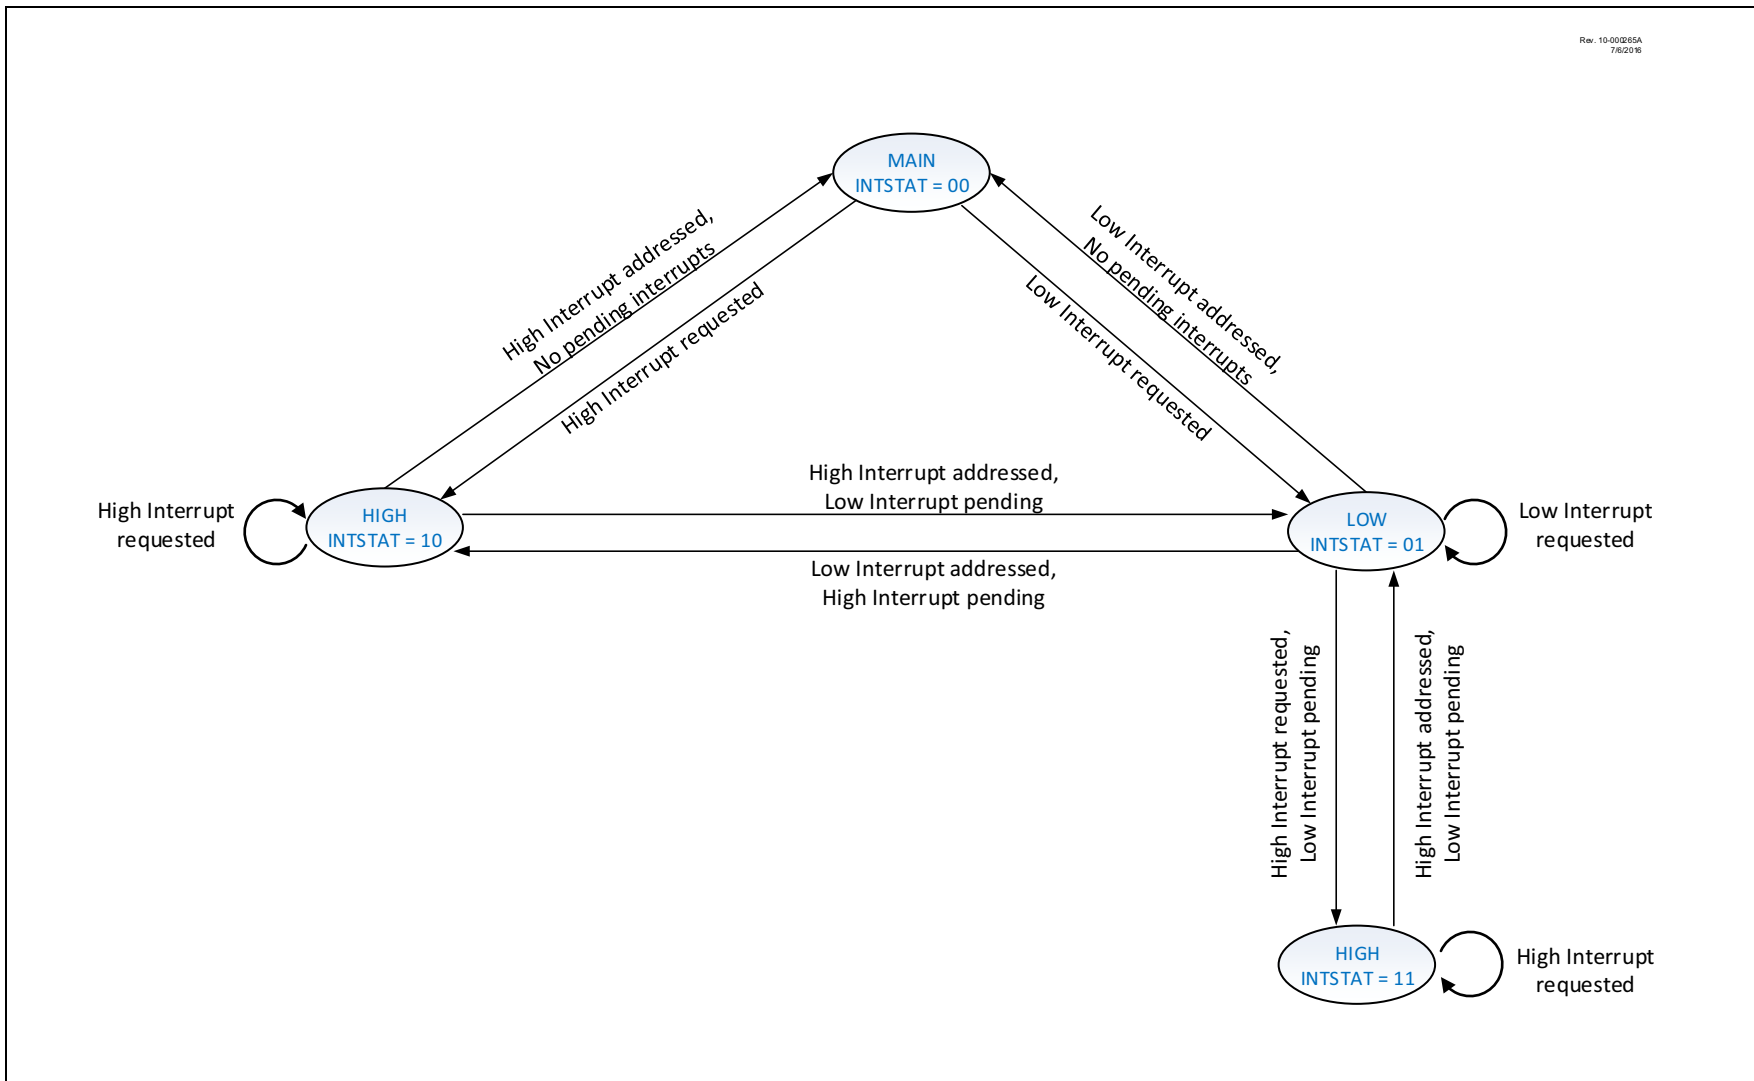 Rev. 10-000265A
7/6/2016
MAIN
INTSTAT = 00
High Interrupt addressed,
No pending interrupts
High Interrupt requested
Low Interrupt addressed,
No pending interrupts
Low Interrupt requested
High Interrupt addressed,
Low Interrupt pending
High Interrupt
requested
HIGH
INTSTAT = 10
LOW
INTSTAT = 01
Low Interrupt
requested
Low Interrupt addressed,
High Interrupt pending
High Interrupt requested,
Low Interrupt pending
High Interrupt addressed,
Low Interrupt pending
HIGH
INTSTAT = 11
High Interrupt
requested